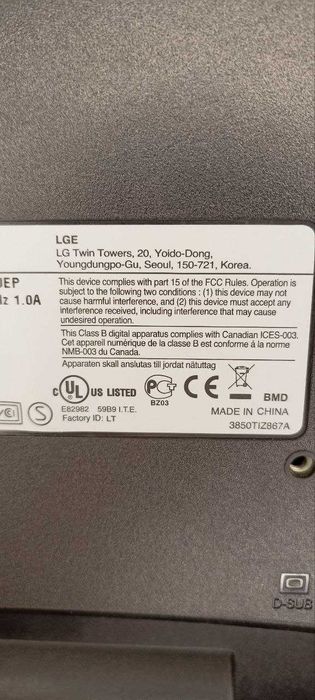 LGE
LG Twin Towers, 20, Yoido-Dong,
Youngdungpo-Gu, Seoul, 150-721, Korea.
JEP
Iz 1.0A
This device complies with part 15 of the FCC Rules. Operation is
subject to the following two conditions : (1) this device may not
cause harmful interference, and (2) this device must accept any
interference received, including interference that may cause
undesired operation.
This Class B digital apparatus complies with Canadian ICES-003.
Cet appareil numérique de la classe B est conforme á la norme
NMB-003 du Canada.
Apparaten skall anslutas till jordat nätuttag
C UL US LISTED
E82982 59B9 I.T.E.
Factory ID: LT
S
PG
BZ03
CE
BMD
MADE IN CHINA
3850TIZ867A
D-SUB